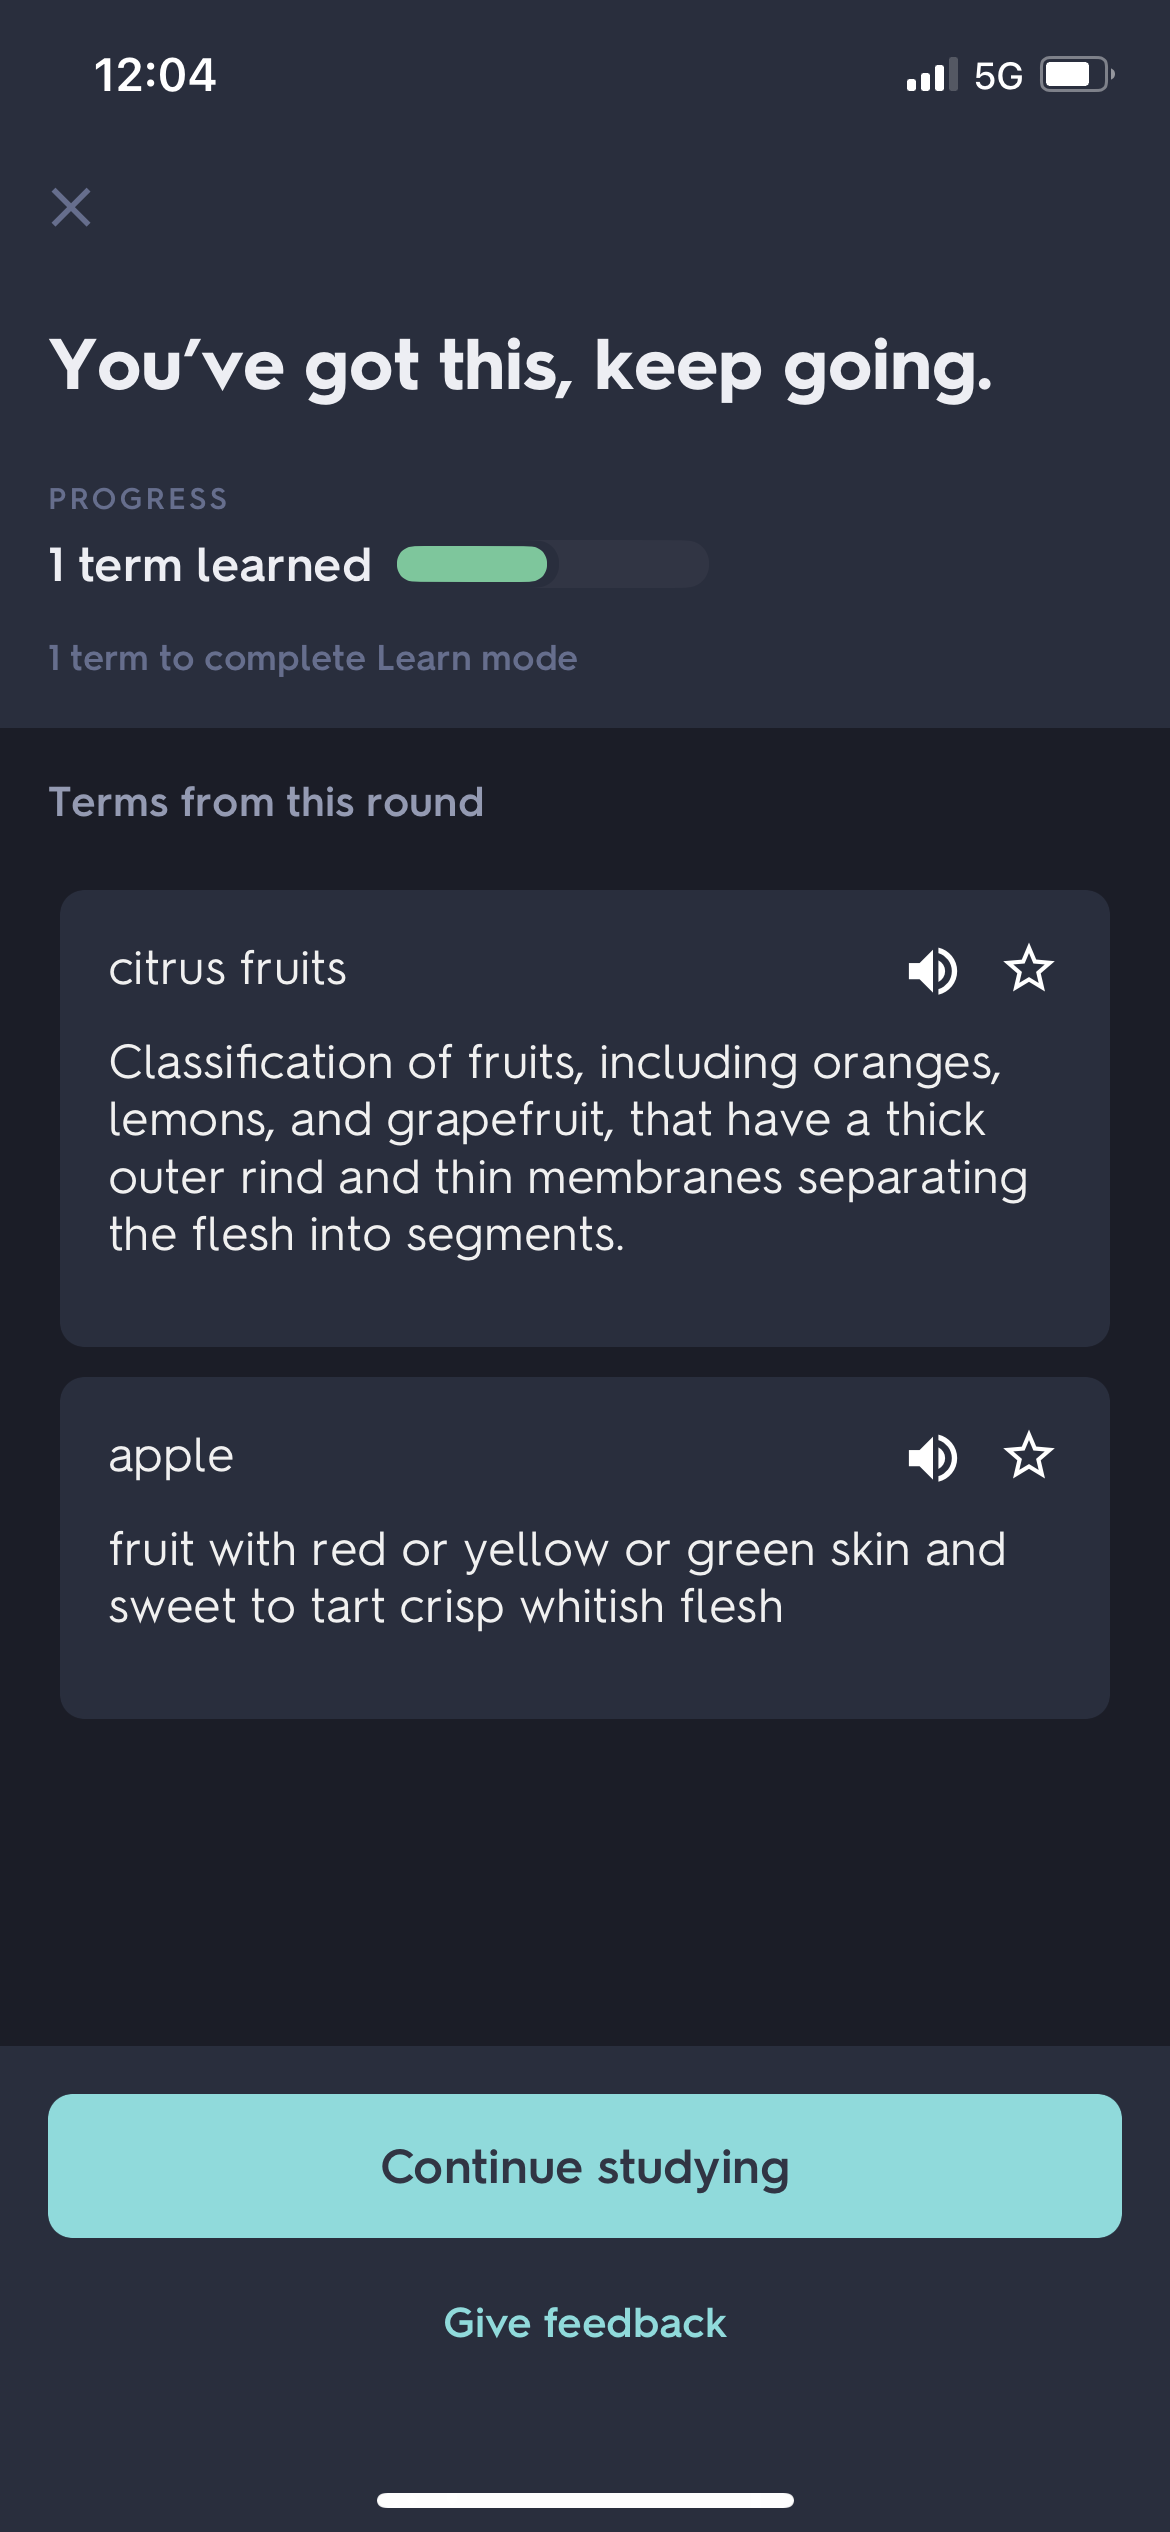 12:04
5G
You’ve got this, keep going.
PROGRESS
1 term learned
1 term to complete Learn mode
Terms from this round
citrus fruits
Classification of fruits, including oranges,
lemons, and grapefruit, that have a thick
outer rind and thin membranes separating
the flesh into segments.
apple
fruit with red or yellow or green skin and
sweet to tart crisp whitish flesh
Continue studying
Give feedback